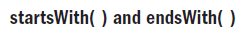 startsWith( ) and endsWith( )